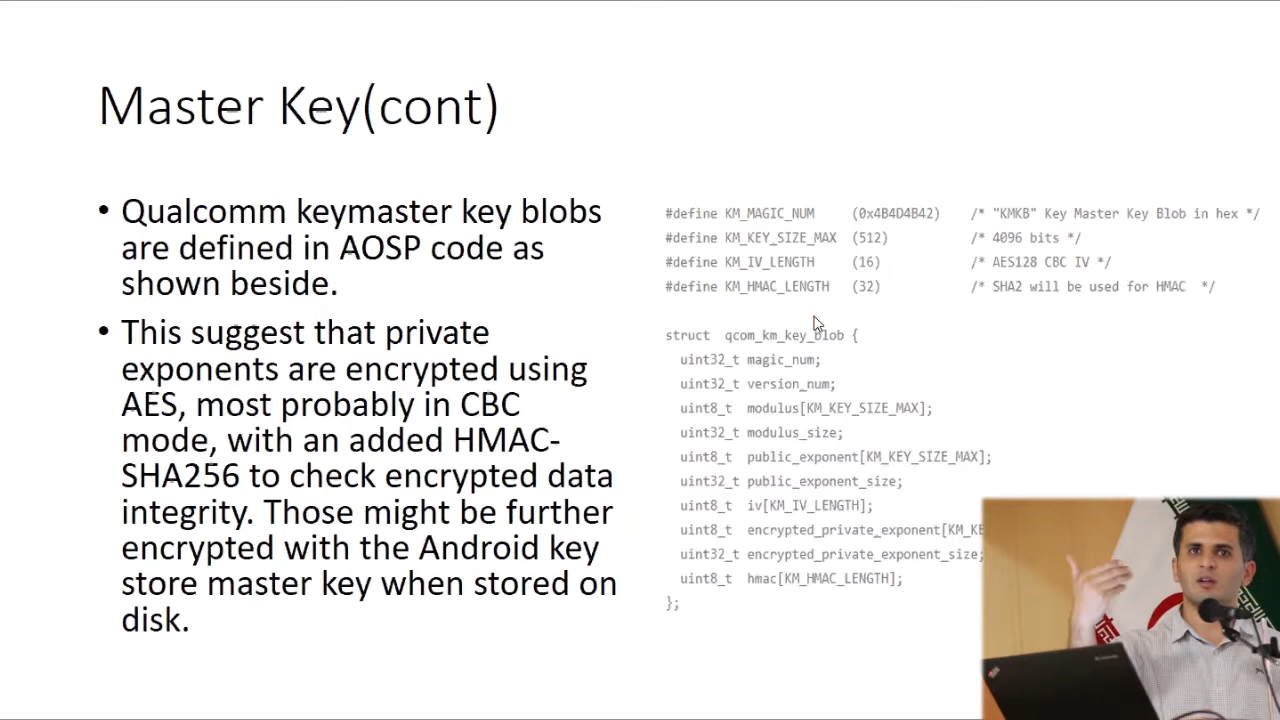 Master Key(cont)
• Qualcomm keymaster key blobs
are defined in AOSP code as
shown beside.
• This suggest that private
exponents are encrypted using
AES, most probably in CBC
mode, with an added HMAC-
SHA256 to check encrypted data
integrity. Those might be further
encrypted with the Android key
store master key when stored on
disk.
#define KM_MAGIC_NUM (0x4B4D4B42) /* "KMKB" Key Master Key Blob in hex */
#define KM_KEY_SIZE_MAX (512) /* 4096 bits */
#define KM_IV_LENGTH (16) /* AES128 CBC IV */
#define KM_HMAC_LENGTH (32) /* SHA2 will be used for HMAC */
struct qcom_km_key_blob {
uint32_t magic_num;
uint32_t version_num;
uint8_t modulus[KM_KEY_SIZE_MAX];
uint32_t modulus_size;
uint8_t public_exponent[KM_KEY_SIZE_MAX];
uint32_t public_exponent_size;
uint8_t iv[KM_IV_LENGTH];
uint8_t encrypted_private_exponent[KM_KE
uint32_t encrypted_private_exponent_size;
uint8_t hmac[KM_HMAC_LENGTH];
};